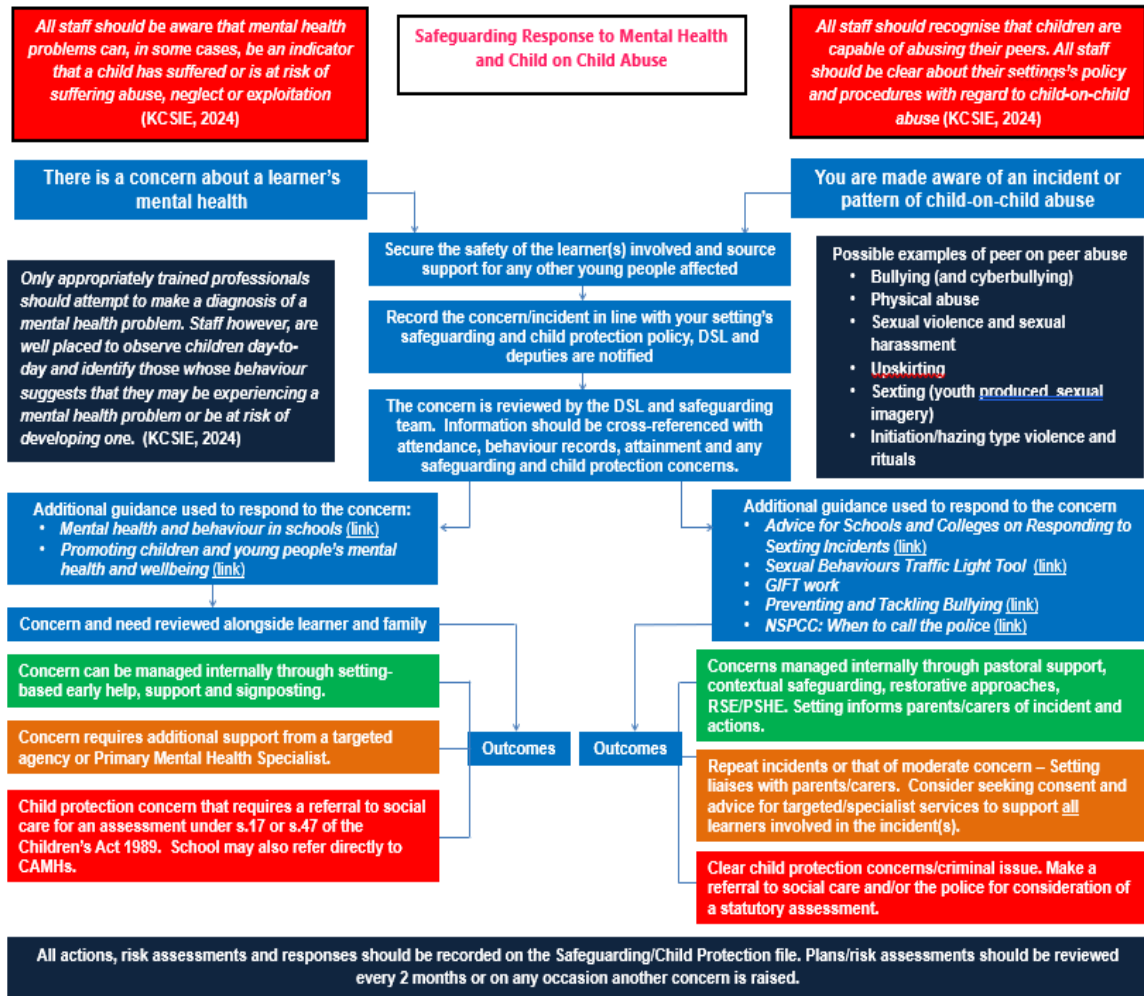 All staff should be aware that mental health
problems can, in some cases, be an indicator
that a child has suffered or is at risk of
suffering abuse, neglect or exploitation
(KCSIE, 2024)
Safeguarding Response to Mental Health
and Child on Child Abuse
All staff should recognise that children are
capable of abusing their peers. All staff
should be clear about their settings's policy
and procedures with regard to child-on-child
abuse (KCSIE, 2024)
There is a concern about a learner's
mental health
You are made aware of an incident or
pattern of child-on-child abuse
Secure the safety of the learner(s) involved and source
support for any other young people affected
Only appropriately trained professionals
should attempt to make a diagnosis of a
mental health problem. Staff however, are
well placed to observe children day-to-
day and identify those whose behaviour
suggests that they may be experiencing a
mental health problem or be at risk of
developing one. (KCSIE, 2024)
Record the concern/incident in line with your setting's
safeguarding and child protection policy, DSL and
deputies are notified
Possible examples of peer on peer abuse
• Bullying (and cyberbullying)
• Physical abuse
• Sexual violence and sexual
harassment
• Upskirting
• Sexting (youth produced sexual
imagery)
• Initiation/hazing type violence and
rituals
The concern is reviewed by the DSL and safeguarding
team. Information should be cross-referenced with
attendance, behaviour records, attainment and any
safeguarding and child protection concerns.
Additional guidance used to respond to the concern:
• Mental health and behaviour in schools (link)
• Promoting children and young people's mental
health and wellbeing (link)
Additional guidance used to respond to the concern
• Advice for Schools and Colleges on Responding to
Sexting Incidents (link)
• Sexual Behaviours Traffic Light Tool (link)
• GIFT work
• Preventing and Tackling Bullying (link)
• NSPCC: When to call the police (link)
Concern and need reviewed alongside learner and family
Concern can be managed internally through setting-
based early help, support and signposting.
Concern requires additional support from a targeted
agency or Primary Mental Health Specialist.
Child protection concern that requires a referral to social
care for an assessment under s.17 or s.47 of the
Children's Act 1989. School may also refer directly to
CAMHs.
Outcomes
Outcomes
Concerns managed internally through pastoral support,
contextual safeguarding, restorative approaches,
RSE/PSHE. Setting informs parents/carers of incident and
actions.
Repeat incidents or that of moderate concern – Setting
liaises with parents/carers. Consider seeking consent and
advice for targeted/specialist services to support all
learners involved in the incident(s).
Clear child protection concerns/criminal issue. Make a
referral to social care and/or the police for consideration of
a statutory assessment.
All actions, risk assessments and responses should be recorded on the Safeguarding/Child Protection file. Plans/risk assessments should be reviewed
every 2 months or on any occasion another concern is raised.